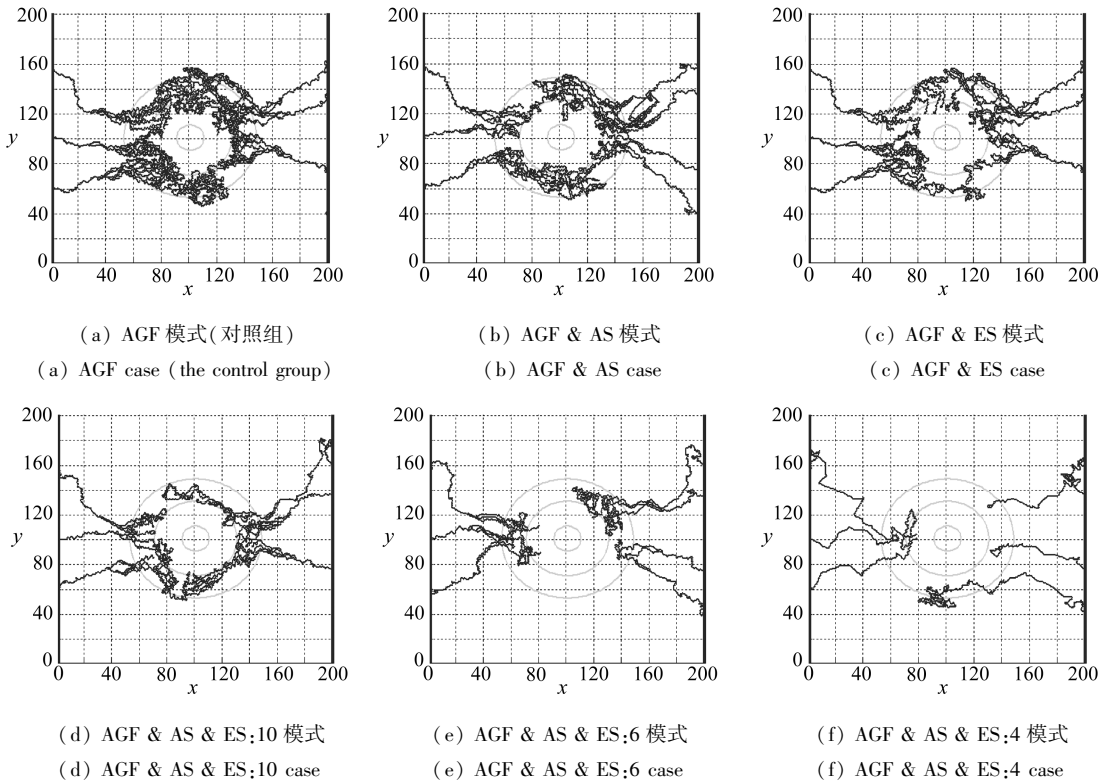 200
160
120
80
40
0
y
0 40 80 120 160 200
x
(a) AGF 模式(对照组)
(a) AGF case (the control group)
200
160
120
80
40
0
y
0 40 80 120 160 200
x
(b) AGF & AS 模式
(b) AGF & AS case
200
160
120
80
40
0
y
0 40 80 120 160 200
x
(c) AGF & ES 模式
(c) AGF & ES case
200
160
120
80
40
0
y
0 40 80 120 160 200
x
(d) AGF & AS & ES:10 模式
(d) AGF & AS & ES:10 case
200
160
120
80
40
0
y
0 40 80 120 160 200
x
(e) AGF & AS & ES:6 模式
(e) AGF & AS & ES:6 case
200
160
120
80
40
0
y
0 40 80 120 160 200
x
(f) AGF & AS & ES:4 模式
(f) AGF & AS & ES:4 case